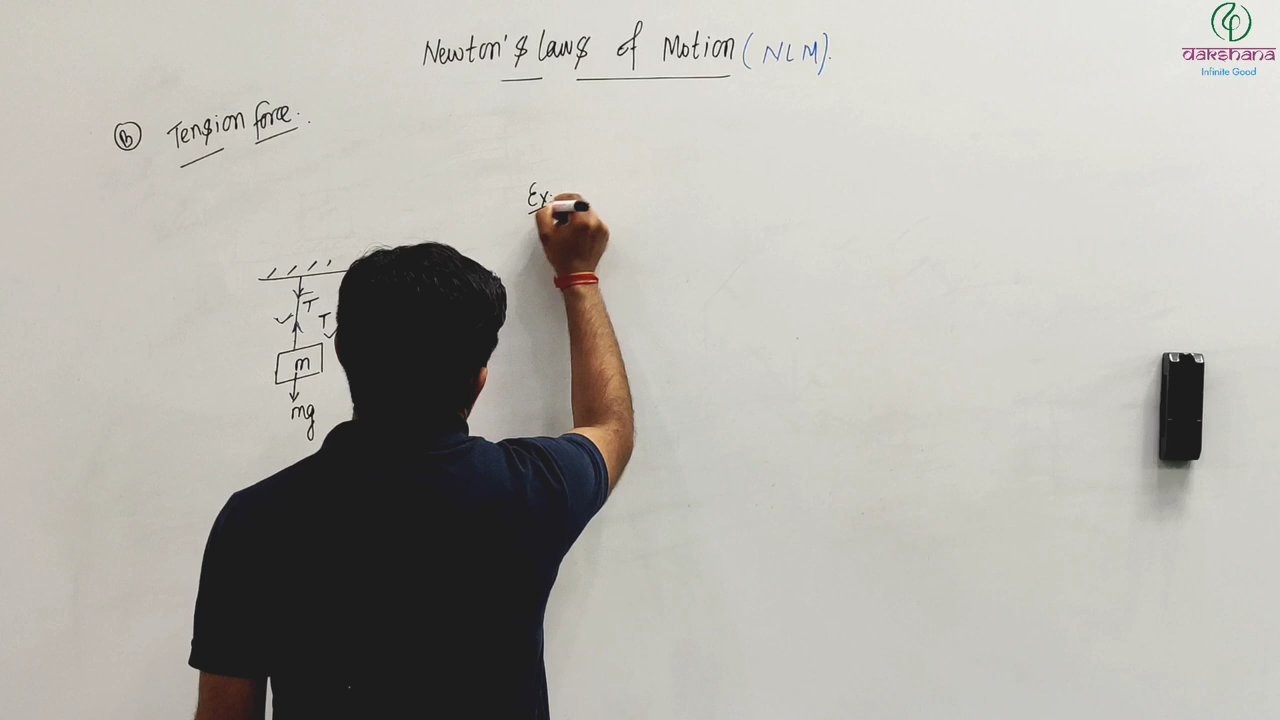 Newton's Laws of Motion (NLM).
dakshana
Infinite Good
B Tension force.
Ex.
T
T
m
mg